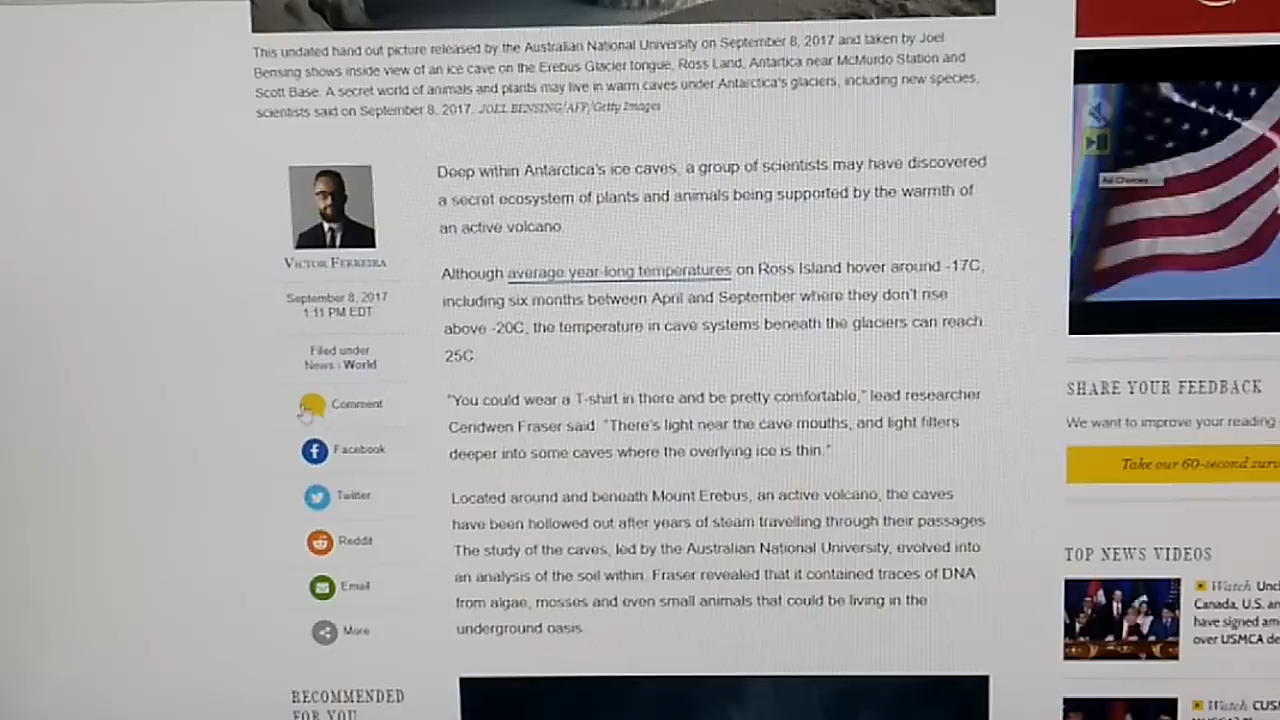 This undated hand out picture released by the Australian National University on September 8, 2017 and taken by Joel
Bensing shows inside view of an ice cave on the Erebus Glacier tongue, Ross Land, Antartica near McMurdo Station and
Scott Base. A secret world of animals and plants may live in warm caves under Antarctica's glaciers, including new species,
scientists said on September 8, 2017. JOEL BENSING/AFP/Getty Images
Ad Choices
VICTOR FERREIRA
September 8, 2017
1:11 PM EDT
Filed under
News World
Comment
Facebook
Twitter
Reddit
Email
More
RECOMMENDED
FOR YOU
Deep within Antarctica's ice caves, a group of scientists may have discovered
a secret ecosystem of plants and animals being supported by the warmth of
an active volcano.
Although average year-long temperatures on Ross Island hover around -17C,
including six months between April and September where they don't rise
above -20C, the temperature in cave systems beneath the glaciers can reach
25C.
"You could wear a T-shirt in there and be pretty comfortable," lead researcher
Ceridwen Fraser said. "There's light near the cave mouths, and light filters
deeper into some caves where the overlying ice is thin."
Located around and beneath Mount Erebus, an active volcano, the caves
have been hollowed out after years of steam travelling through their passages.
The study of the caves, led by the Australian National University, evolved into
an analysis of the soil within. Fraser revealed that it contained traces of DNA
from algae, mosses and even small animals that could be living in the
underground oasis.
SHARE YOUR FEEDBACK
We want to improve your reading
Take our 60-second surv
TOP NEWS VIDEOS
Watch Unc
Canada, U.S. an
have signed am
over USMCA de
Watch CUS